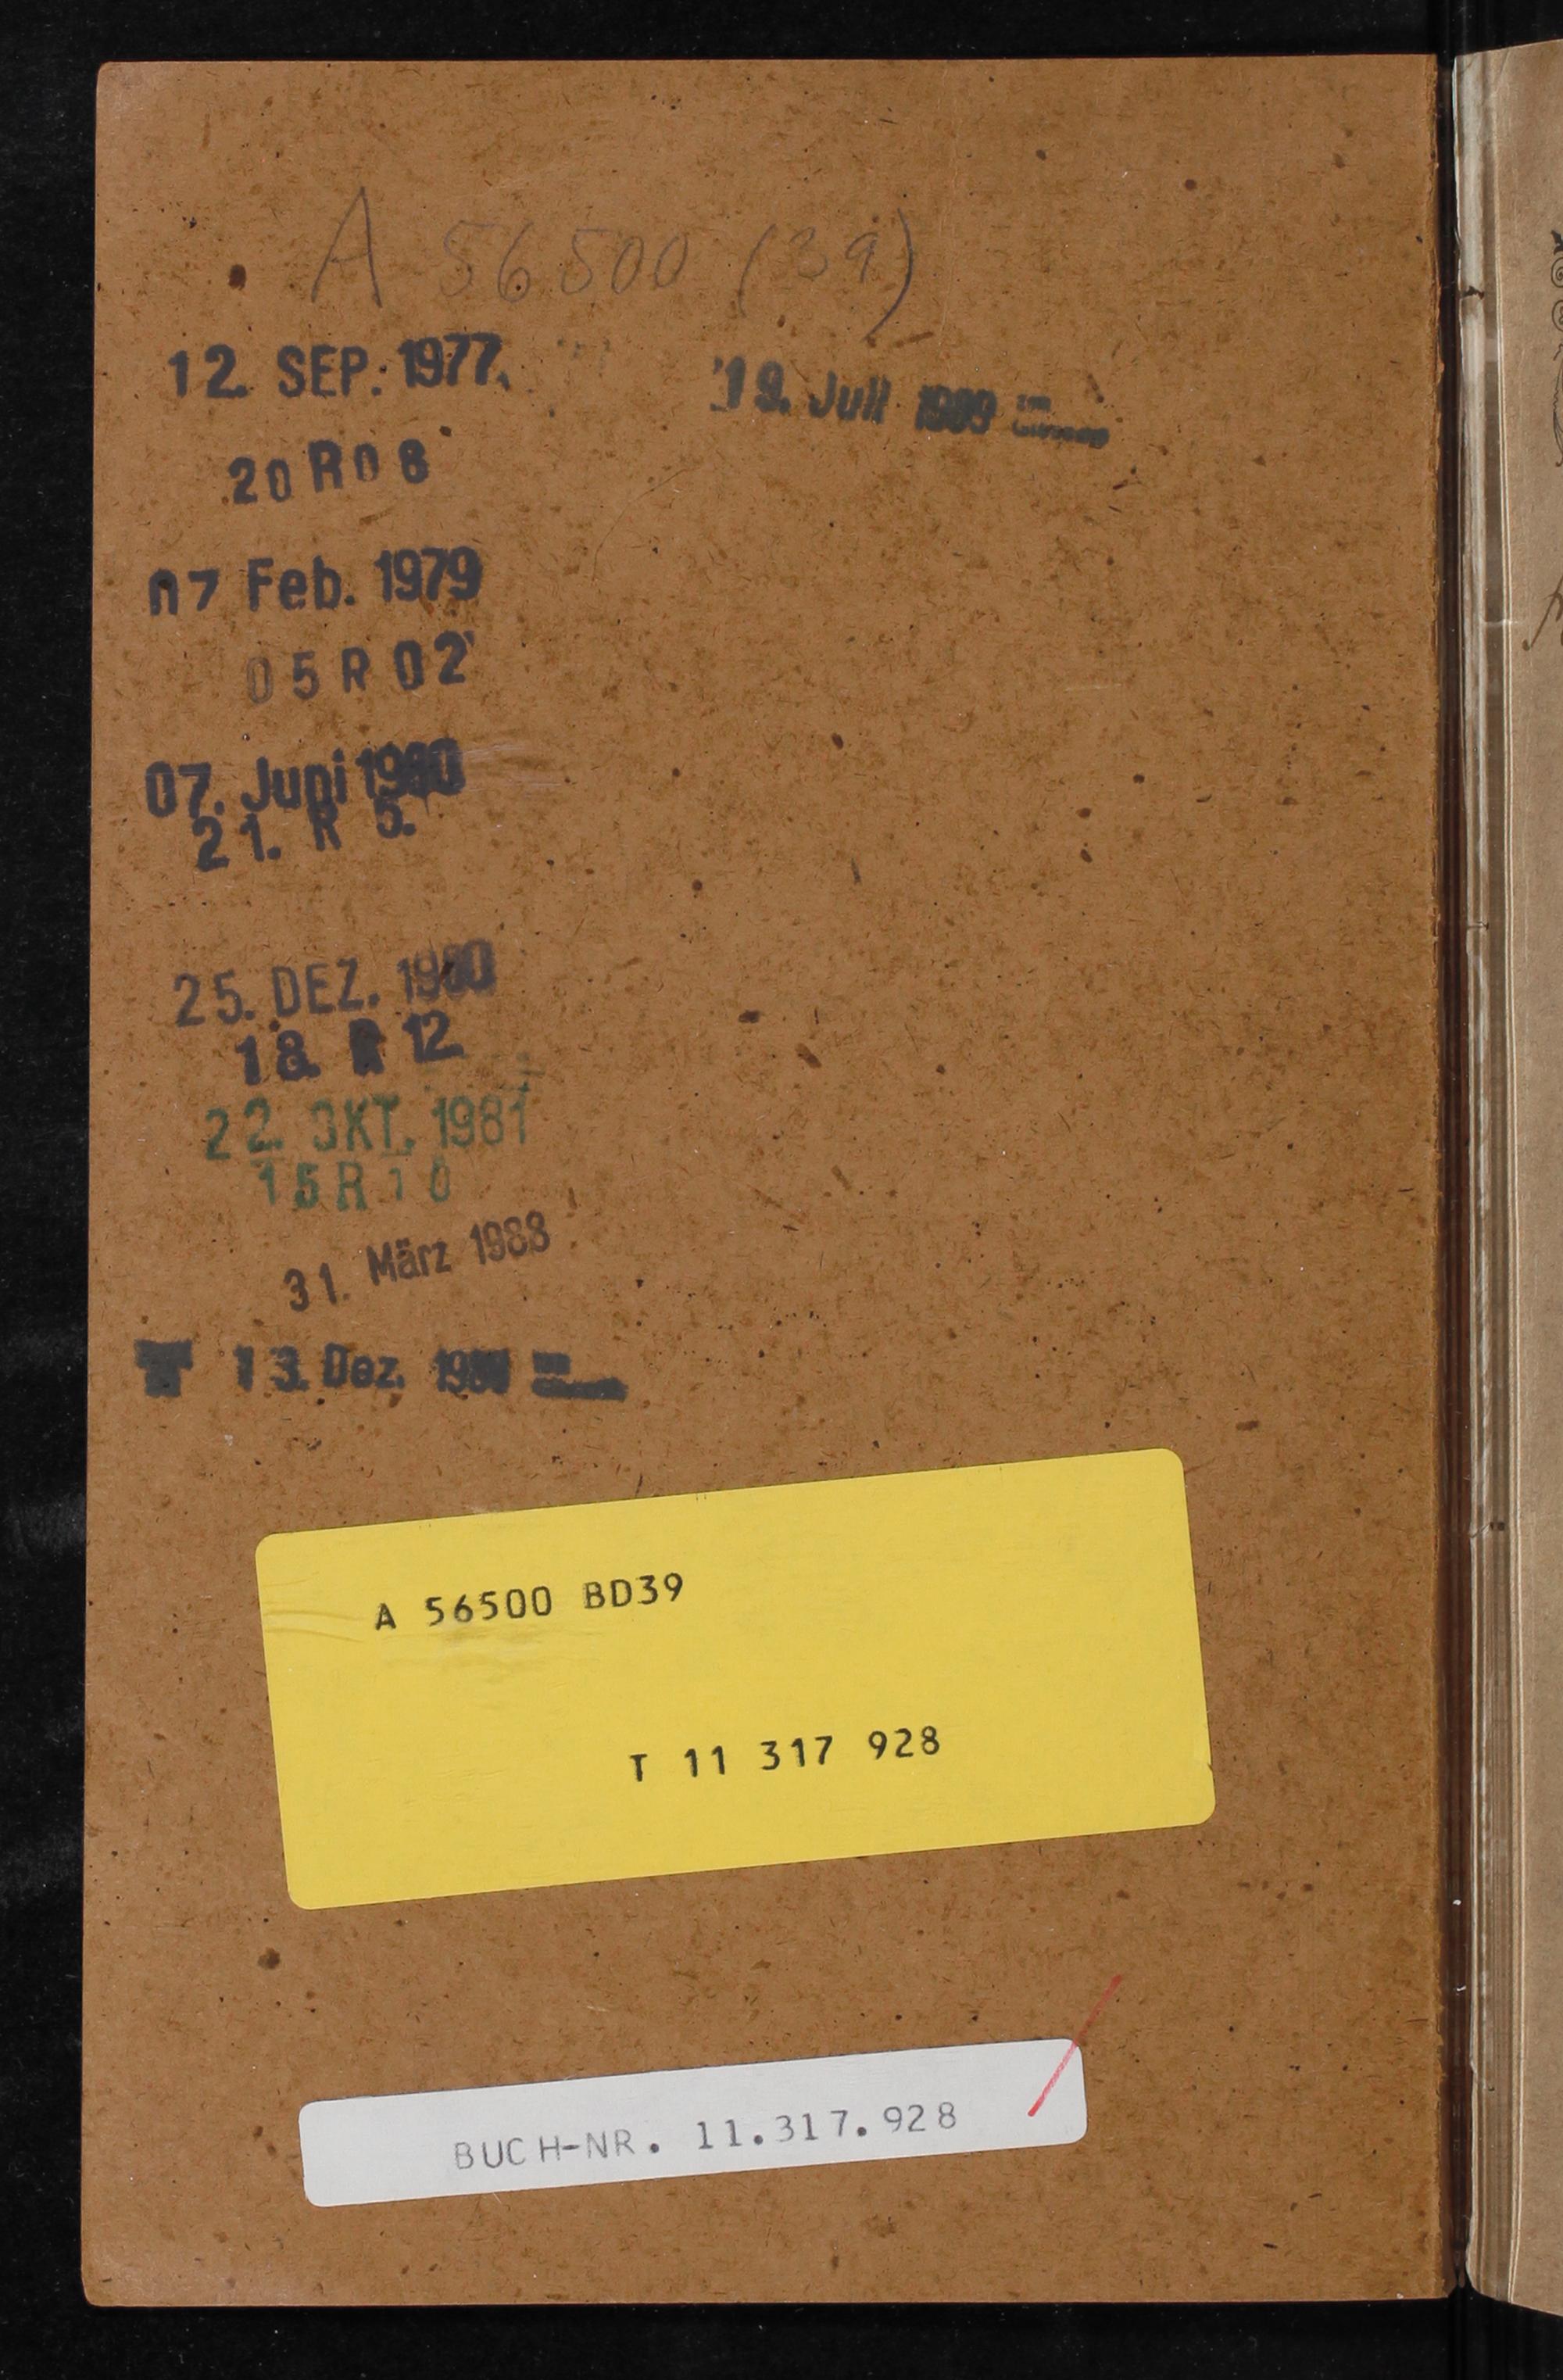 A 56500 (39)
12. SEP. 1977
20 R 0 8
07 Feb. 1979
05 R 02
07. Juni 1980
21. R 5.
25. DEZ. 1980
18. R 12.
22. OKT. 1981
15 R 10
31. März 1988
13. Dez.
19. Juli 1989
A 56500 BD39
T 11 317 928
BUCH-NR. 11.317.928